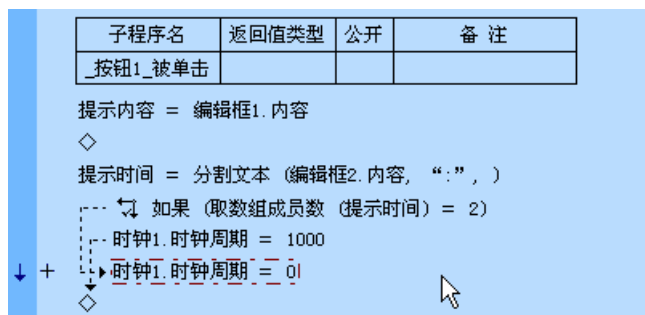 子程序名 返回值类型 公开 备 注
_按钮1_被单击
提示内容 = 编辑框1.内容
提示时间 = 分割文本 (编辑框2.内容, “:”, )
如果 (取数组成员数 (提示时间) = 2)
时钟1.时钟周期 = 1000
时钟1.时钟周期 = 0